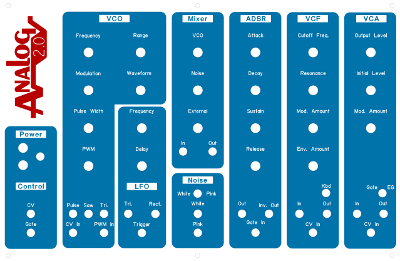 ANALOG
2.0
Power
Control
CV
Gate
VCO
Frequency Range
Modulation Waveform
Pulse Width
PWM
Pulse Saw Tri.
CV In PWM In
Frequency
Delay
LFO
Tri. Rect.
Trigger
Mixer
VCO
Noise
External
In Out
Noise
White Pink
White
Pink
ADSR
Attack
Decay
Sustain
Release
Out Inv. Out
Gate In
VCF
Cutoff Freq.
Resonance
Mod. Amount
Env. Amount
Kbd
In Out
CV In
VCA
Output Level
Initial Level
Mod. Amount
Gate EG
In Out
CV In